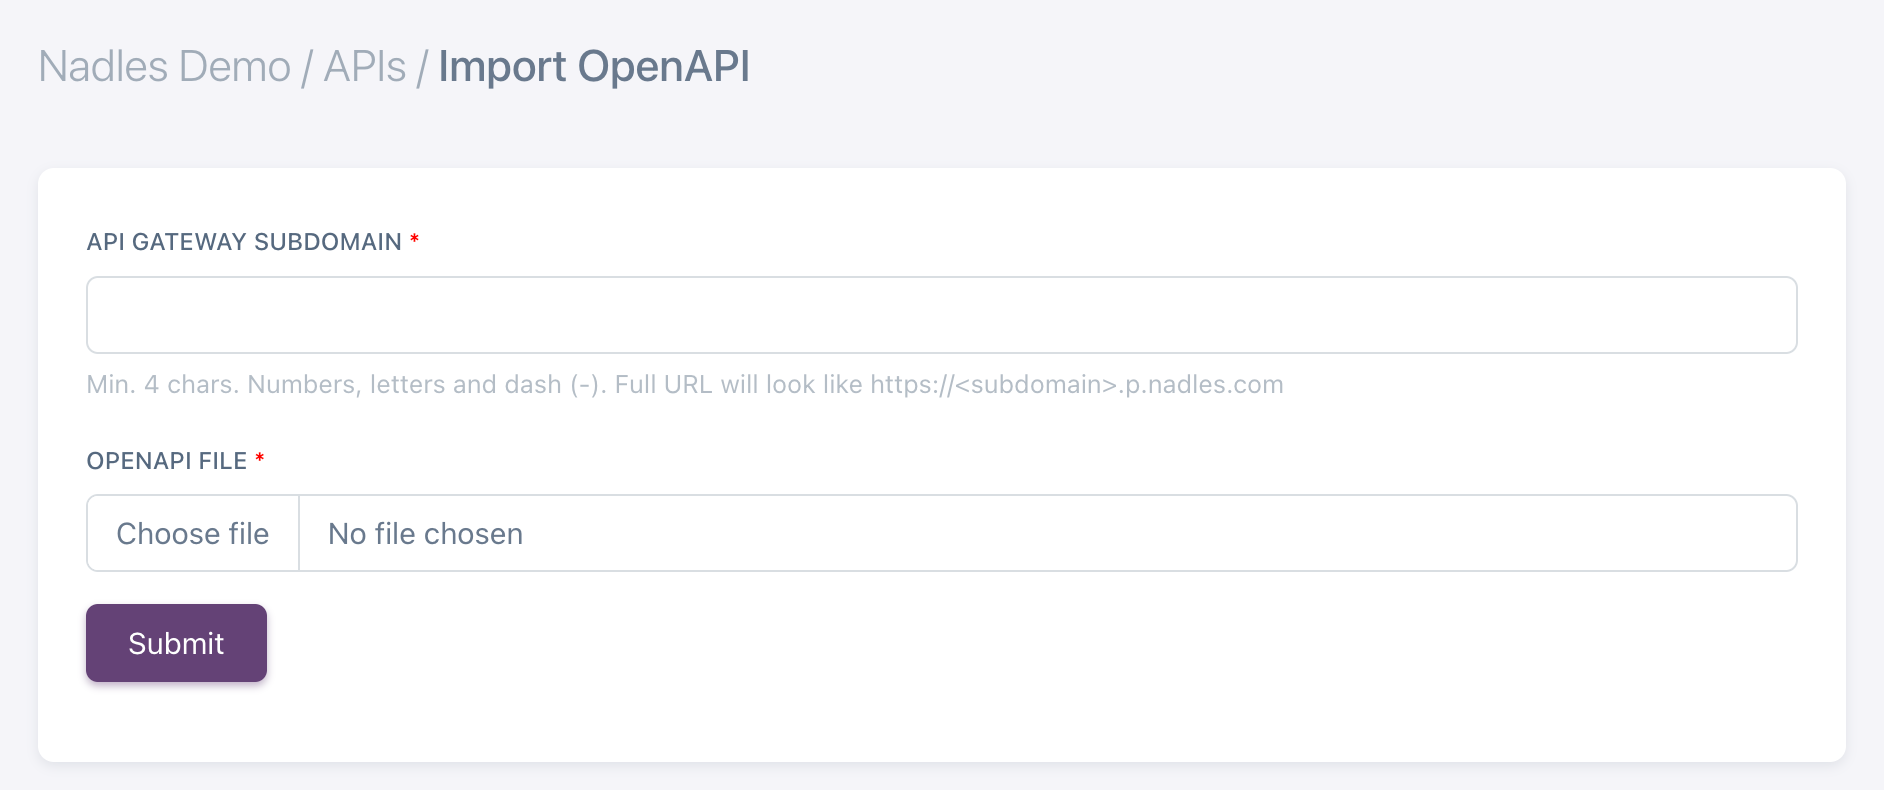 Nadles Demo / APIs / Import OpenAPI
API GATEWAY SUBDOMAIN *
Min. 4 chars. Numbers, letters and dash (-). Full URL will look like https://<subdomain>.p.nadles.com
OPENAPI FILE *
Choose file No file chosen
Submit